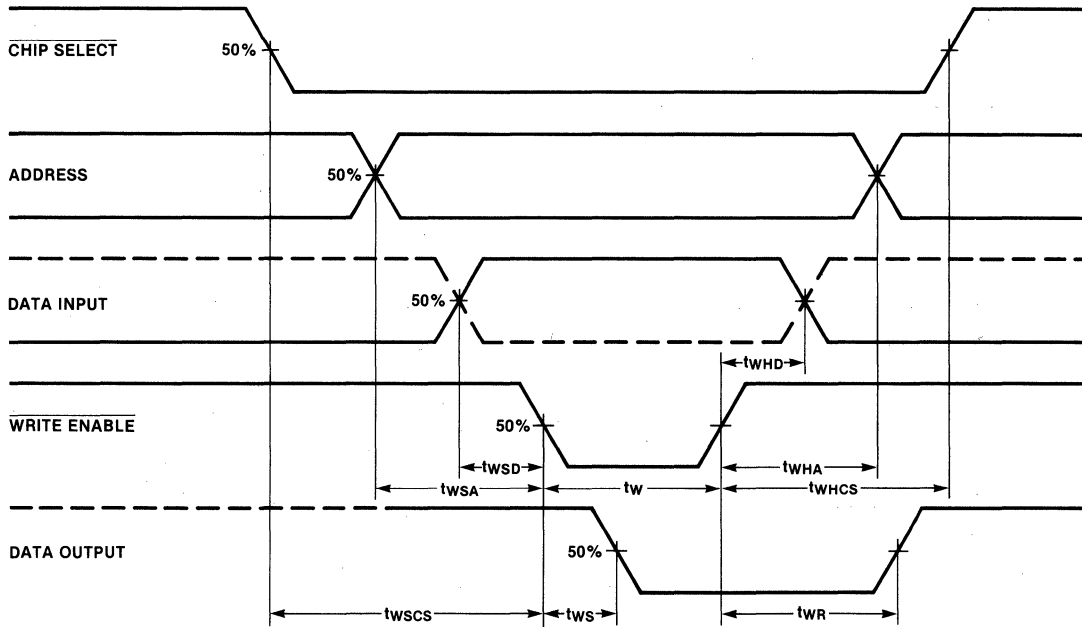 CHIP SELECT
50%
ADDRESS
50%
DATA INPUT
50%
tWHD
WRITE ENABLE
50%
tWSD
tWHA
tWSA
tW
tWHCS
DATA OUTPUT
50%
tWSCS
tWS
tWR